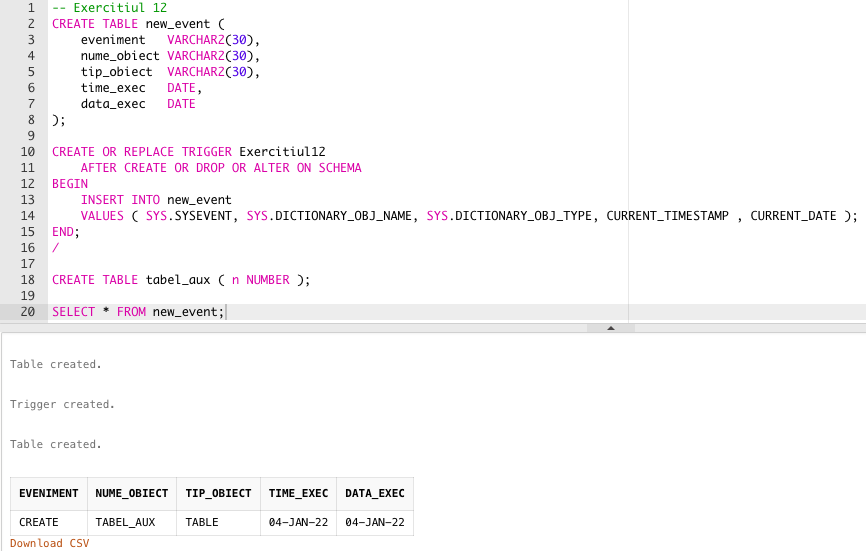 1 -- Exercitiul 12
2 CREATE TABLE new_event (
3     eveniment   VARCHAR2(30),
4     nume_obiect VARCHAR2(30),
5     tip_obiect  VARCHAR2(30),
6     time_exec   DATE,
7     data_exec   DATE
8 );
9
10 CREATE OR REPLACE TRIGGER Exercitiul12
11     AFTER CREATE OR DROP OR ALTER ON SCHEMA
12 BEGIN
13     INSERT INTO new_event
14     VALUES ( SYS.SYSEVENT, SYS.DICTIONARY_OBJ_NAME, SYS.DICTIONARY_OBJ_TYPE, CURRENT_TIMESTAMP , CURRENT_DATE );
15 END;
16 /
17
18 CREATE TABLE tabel_aux ( n NUMBER );
19
20 SELECT * FROM new_event;
Table created.
Trigger created.
Table created.
EVENIMENT NUME_OBIECT TIP_OBIECT TIME_EXEC DATA_EXEC
CREATE TABEL_AUX TABLE 04-JAN-22 04-JAN-22
Download CSV